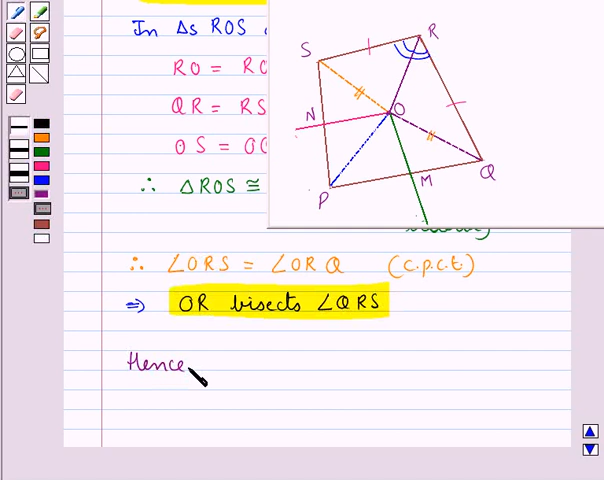 In Δs ROS
RO = RO
QR = RS
OS = OQ
∴ ΔROS ≅
∴ ∠ORS = ∠ORQ (c.p.c.t.)
⇒ OR bisects ∠QRS
Hence
R
S
O
N
M
Q
P